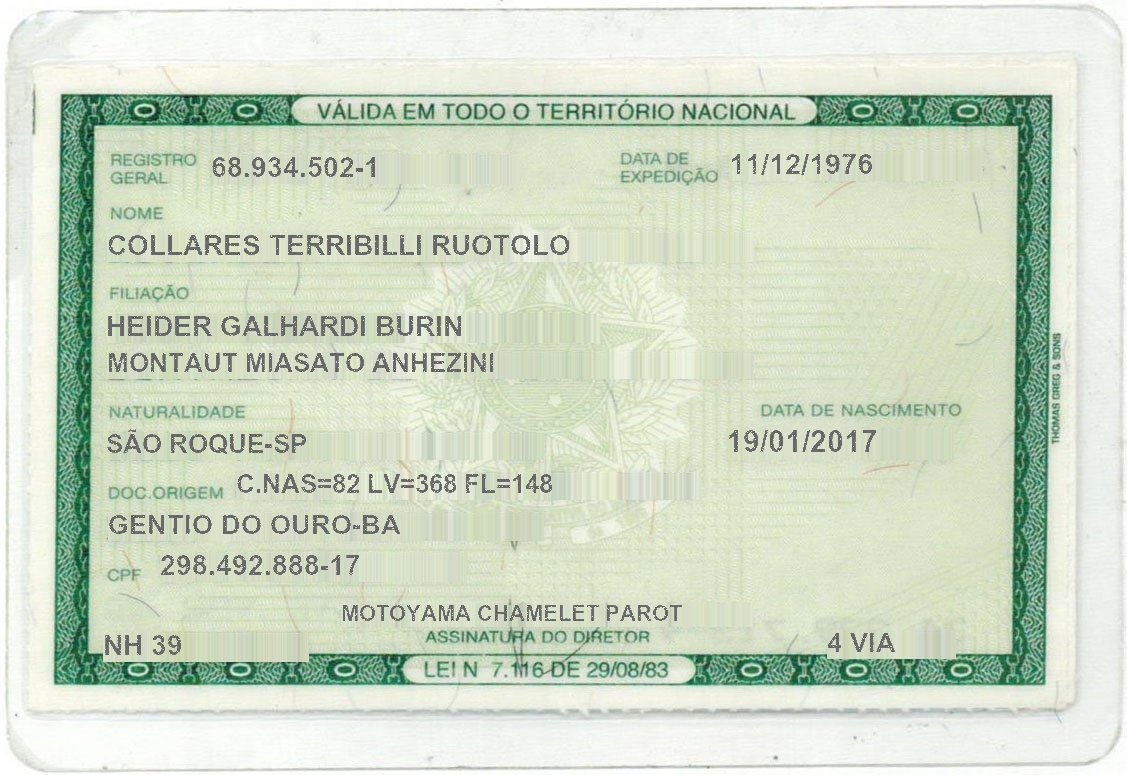 VÁLIDA EM TODO O TERRITÓRIO NACIONAL
REGISTRO GERAL 68.934.502-1 DATA DE EXPEDIÇÃO 11/12/1976
NOME
COLLARES TERRIBILLI RUOTOLO
FILIAÇÃO
HEIDER GALHARDI BURIN
MONTAUT MIASATO ANHEZINI
THOMAS GREG & SONS
NATURALIDADE DATA DE NASCIMENTO
SÃO ROQUE-SP 19/01/2017
DOC.ORIGEM C.NAS=82 LV=368 FL=148
GENTIO DO OURO-BA
CPF 298.492.888-17
MOTOYAMA CHAMELET PAROT
NH 39 ASSINATURA DO DIRETOR 4 VIA
LEI N 7.116 DE 29/08/83